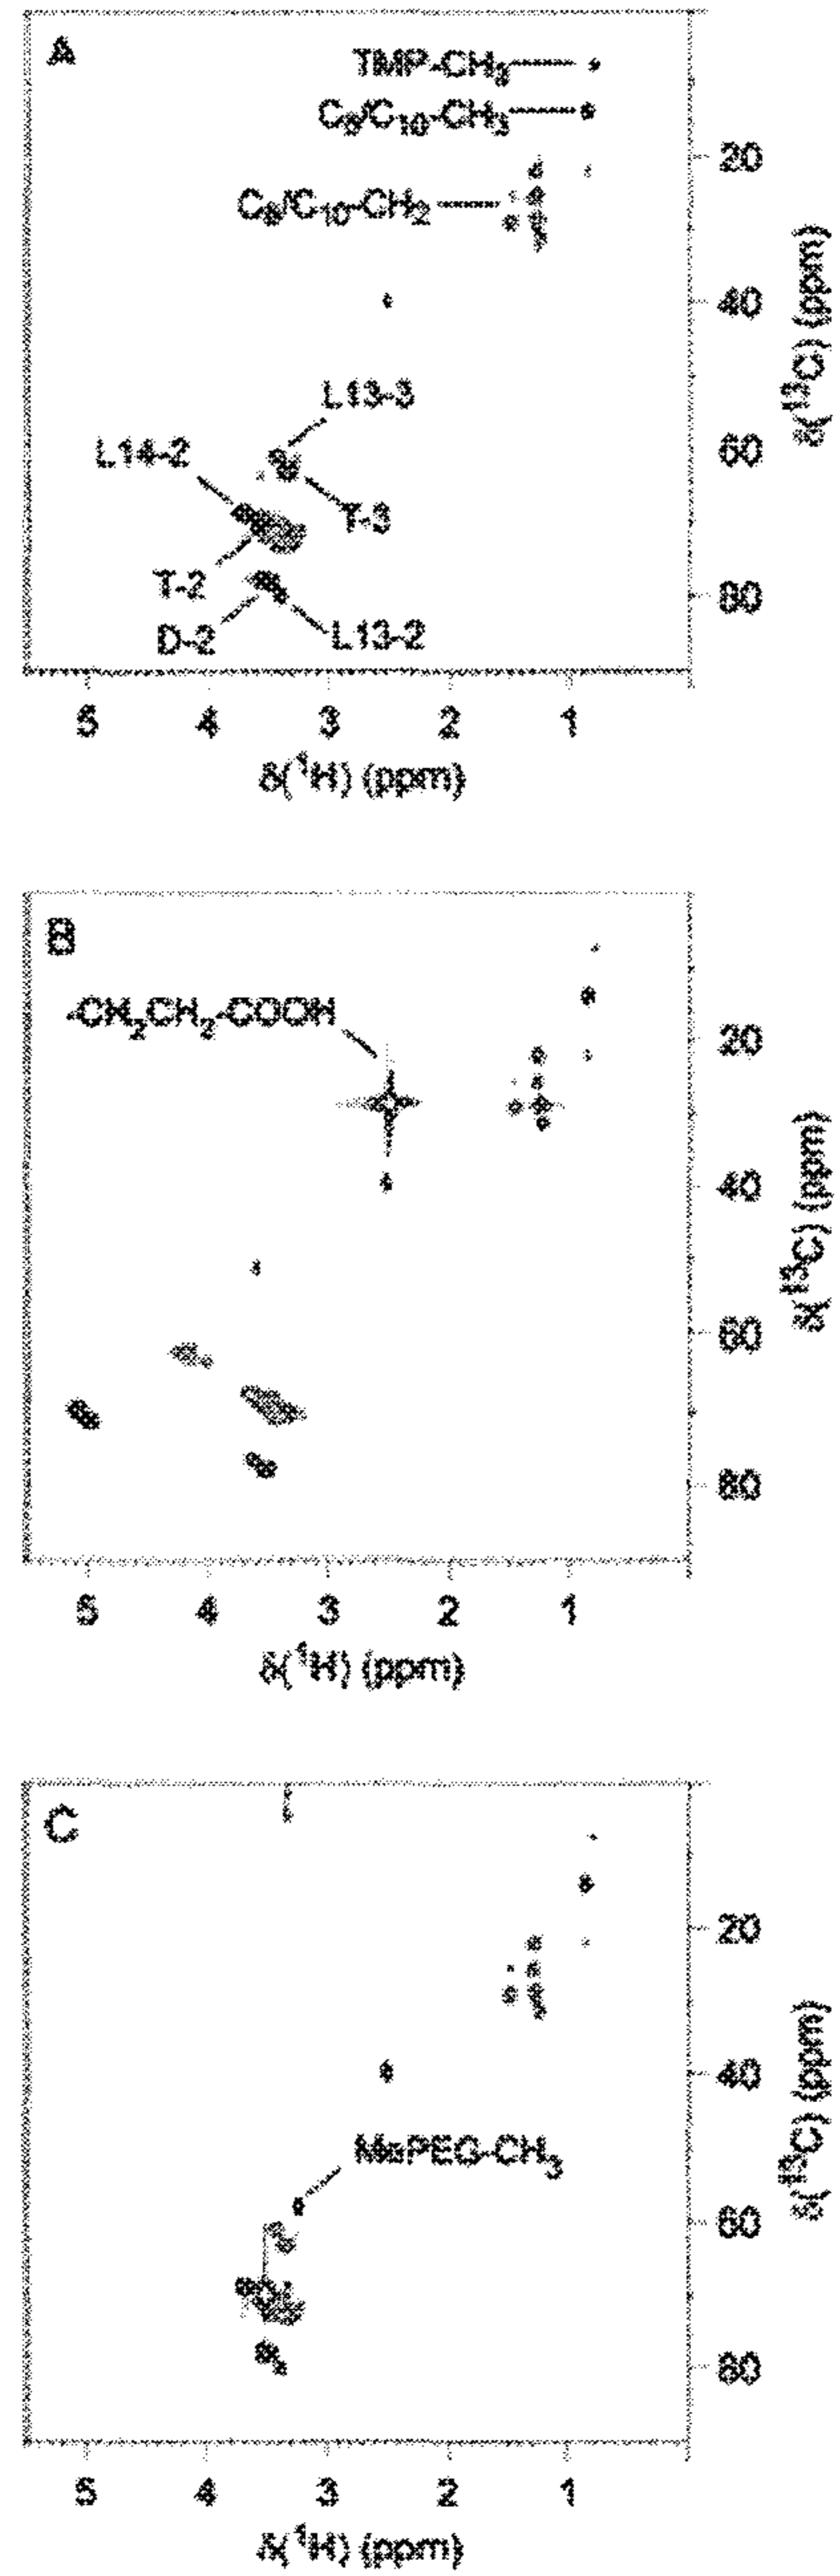 A
TMP-CH3
C8/C10-CH3
C8/C10-CH2
L13-3
L14-2
T-3
T-2
D-2
L13-2
20
40
60
80
δ(13C) (ppm)
5 4 3 2 1
δ(1H) (ppm)
B
-CH2CH2-COOH
20
40
60
80
δ(13C) (ppm)
5 4 3 2 1
δ(1H) (ppm)
C
MePEG-CH3
20
40
60
80
δ(13C) (ppm)
5 4 3 2 1
δ(1H) (ppm)